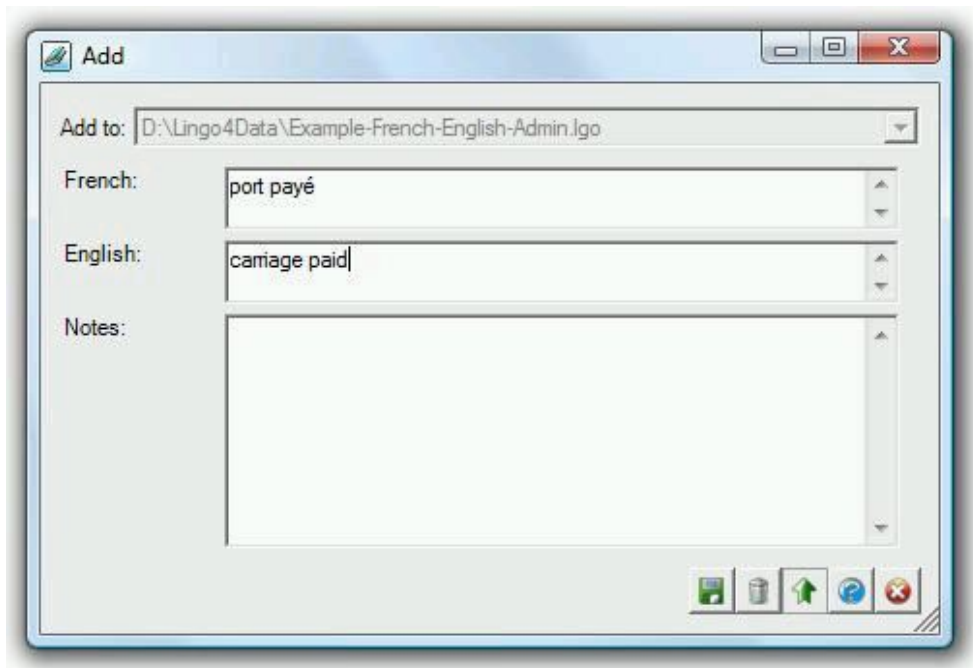 Add
Add to: D:\Lingo4Data\Example-French-English-Admin.lgo
French: port payé
English: carriage paid
Notes: